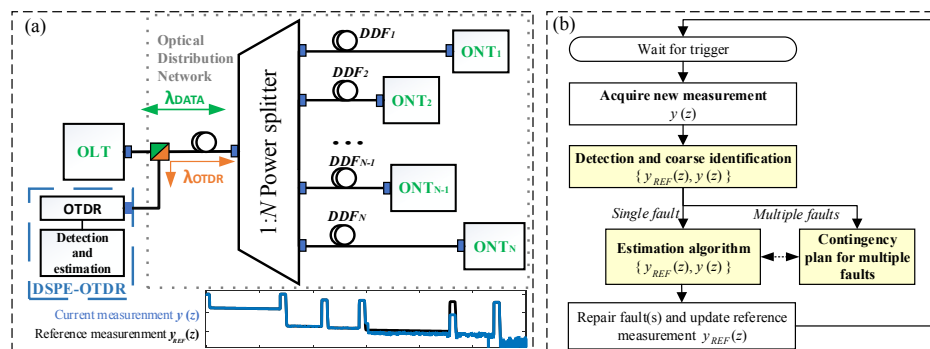 (a)
Optical
Distribution
Network
λDATA
OLT
λOTDR
OTDR
Detection
and
estimation
DSPE-OTDR
1:N Power splitter
DDF1
ONT1
DDF2
ONT2
...
DDFN-1
ONTN-1
DDFN
ONTN
Current measurement y (z)
Reference measurenment yREF(z)
(b)
Wait for trigger
Acquire new measurement
y (z)
Detection and coarse identification
{ yREF(z), y(z) }
Single fault
Multiple faults
Estimation algorithm
{ yREF(z), y(z) }
Contingency
plan for multiple
faults
Repair fault(s) and update reference
measurement yREF(z)